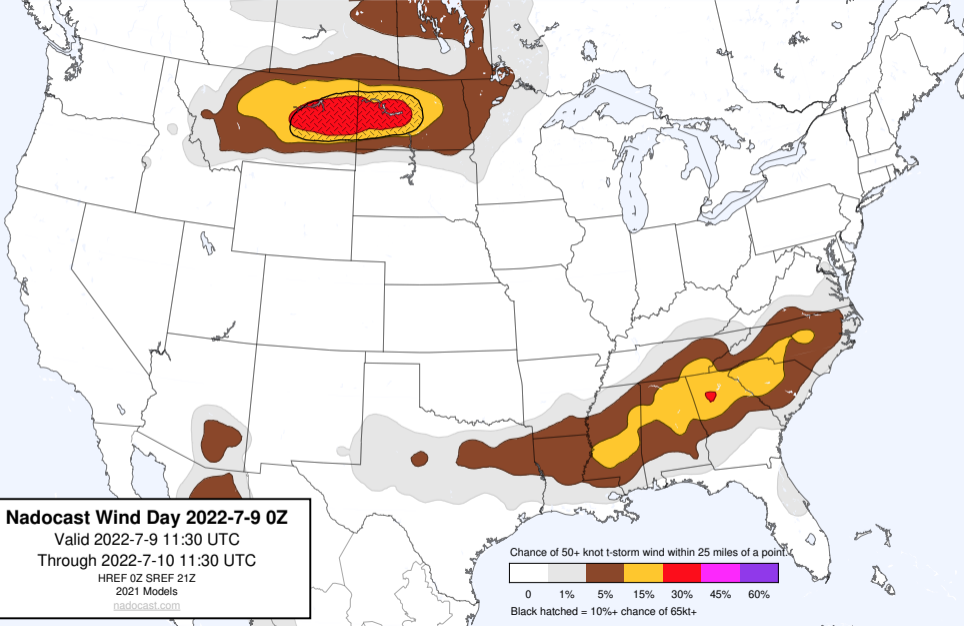 Nadocast Wind Day 2022-7-9 0Z
Valid 2022-7-9 11:30 UTC
Through 2022-7-10 11:30 UTC
HREF 0Z SREF 21Z
2021 Models
nadocast.com
Chance of 50+ knot t-storm wind within 25 miles of a point.
0 1% 5% 15% 30% 45% 60%
Black hatched = 10%+ chance of 65kt+